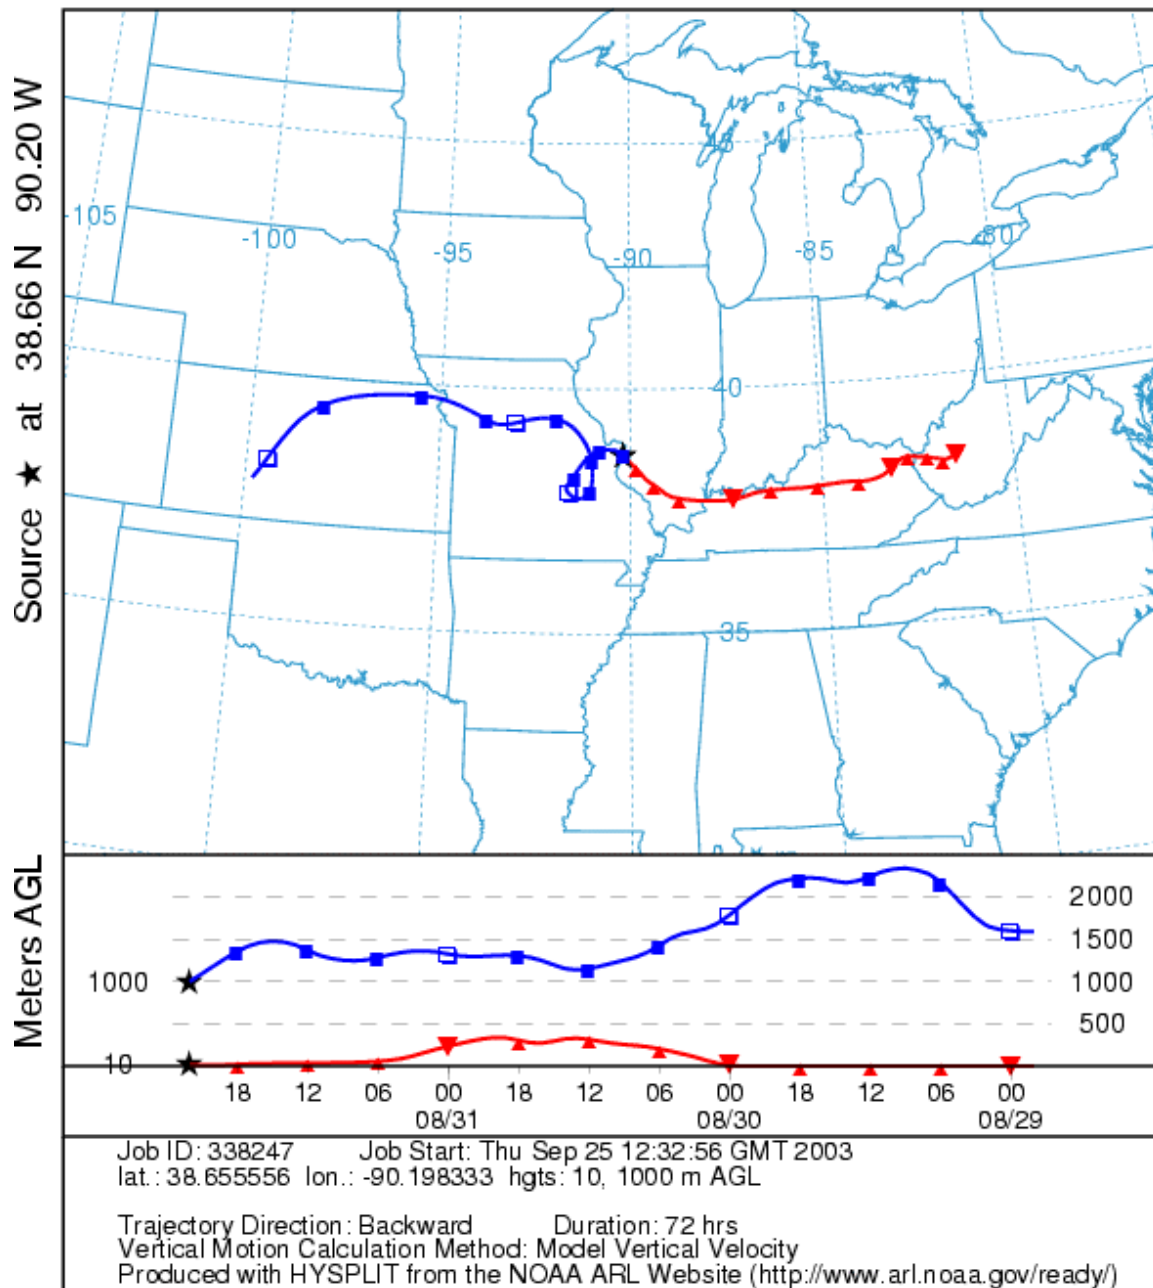 Source ★ at 38.66 N 90.20 W
45
-105
-100
-95
-90
-85
-80
40
35
Meters AGL
2000
1500
1000
1000
500
10
18 12 06 00 18 12 06 00 18 12 06 00
08/31 08/30 08/29
Job ID: 338247 Job Start: Thu Sep 25 12:32:56 GMT 2003
lat.: 38.655556 lon.: -90.198333 hgts: 10, 1000 m AGL
Trajectory Direction: Backward Duration: 72 hrs
Vertical Motion Calculation Method: Model Vertical Velocity
Produced with HYSPLIT from the NOAA ARL Website (http://www.arl.noaa.gov/ready/)